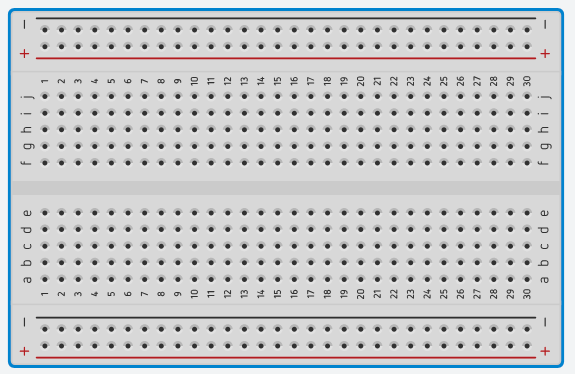 − −
+ +
1 2 3 4 5 6 7 8 9 10 11 12 13 14 15 16 17 18 19 20 21 22 23 24 25 26 27 28 29 30
j j
i i
h h
g g
f f
e e
d d
c c
b b
a a
1 2 3 4 5 6 7 8 9 10 11 12 13 14 15 16 17 18 19 20 21 22 23 24 25 26 27 28 29 30
− −
+ +